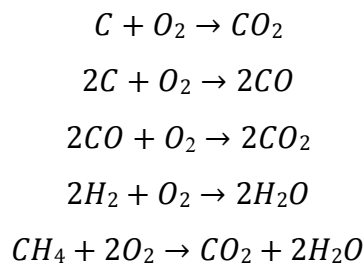 C + O₂ → CO₂
2C + O₂ → 2CO
2CO + O₂ → 2CO₂
2H₂ + O₂ → 2H₂O
CH₄ + 2O₂ → CO₂ + 2H₂O